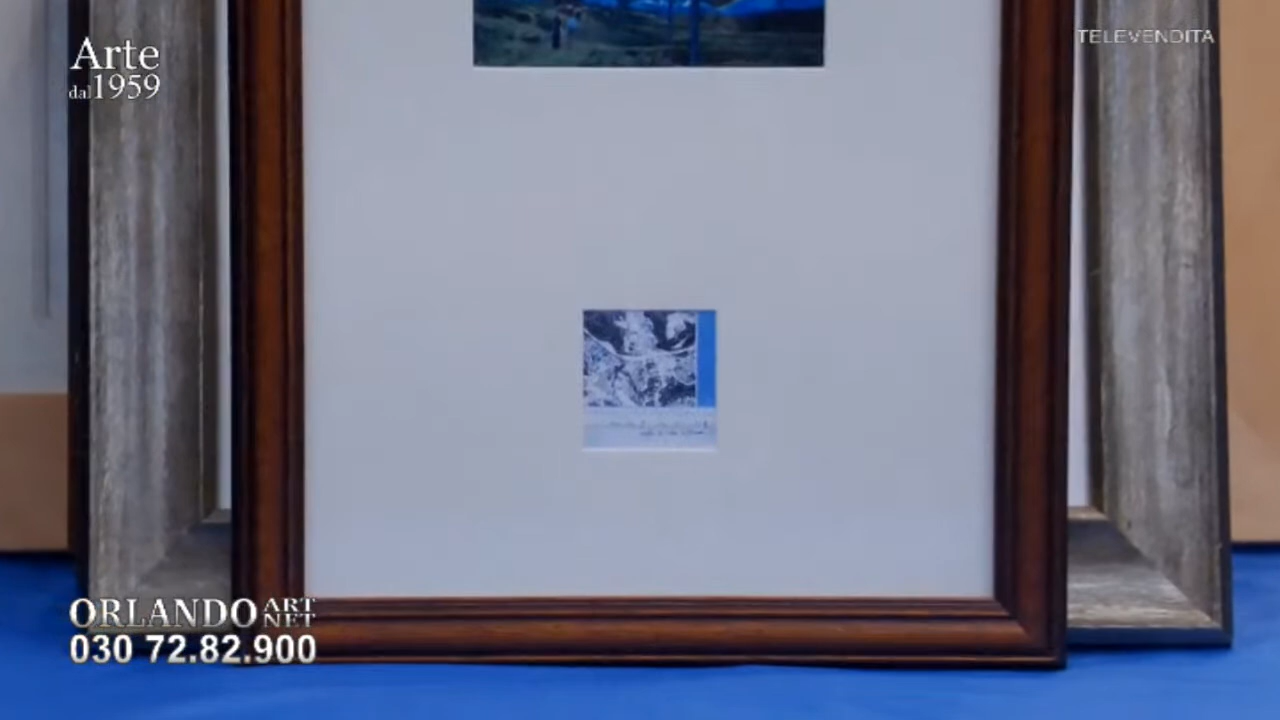 Arte
dal 1959
TELEVENDITA
ORLANDO ART NET
030 72.82.900